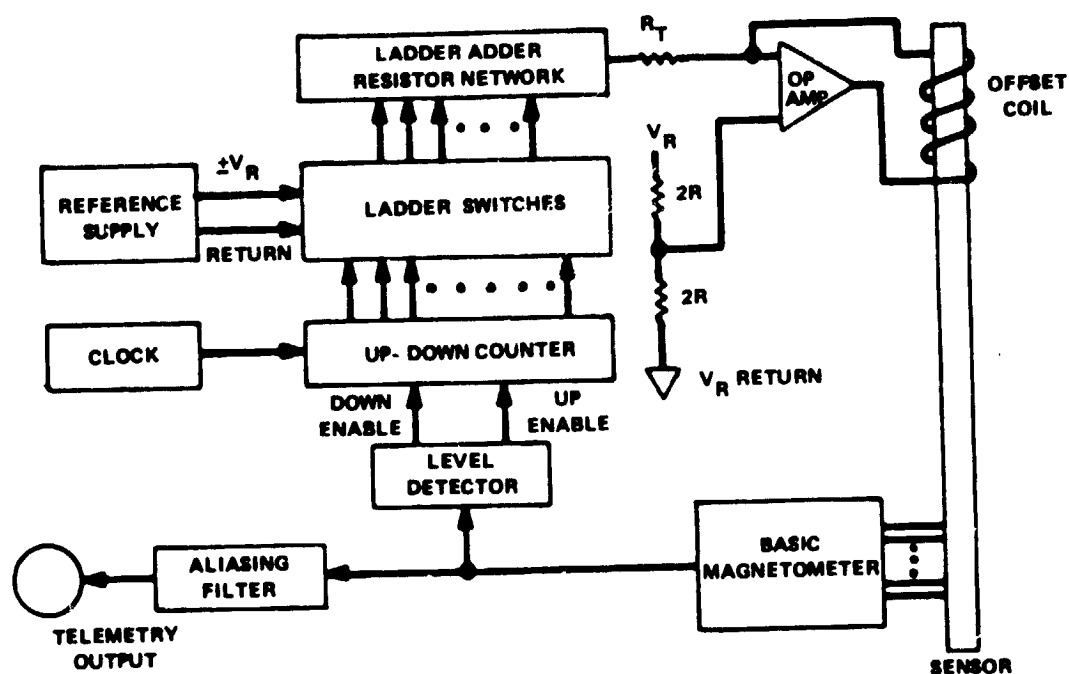 LADDER ADDER
RESISTOR NETWORK
R_T
OP
AMP
OFFSET
COIL
±V_R
REFERENCE
SUPPLY
RETURN
LADDER SWITCHES
V_R
2R
2R
CLOCK
UP-DOWN COUNTER
V_R RETURN
DOWN
ENABLE
UP
ENABLE
LEVEL
DETECTOR
BASIC
MAGNETOMETER
ALIASING
FILTER
TELEMETRY
OUTPUT
SENSOR